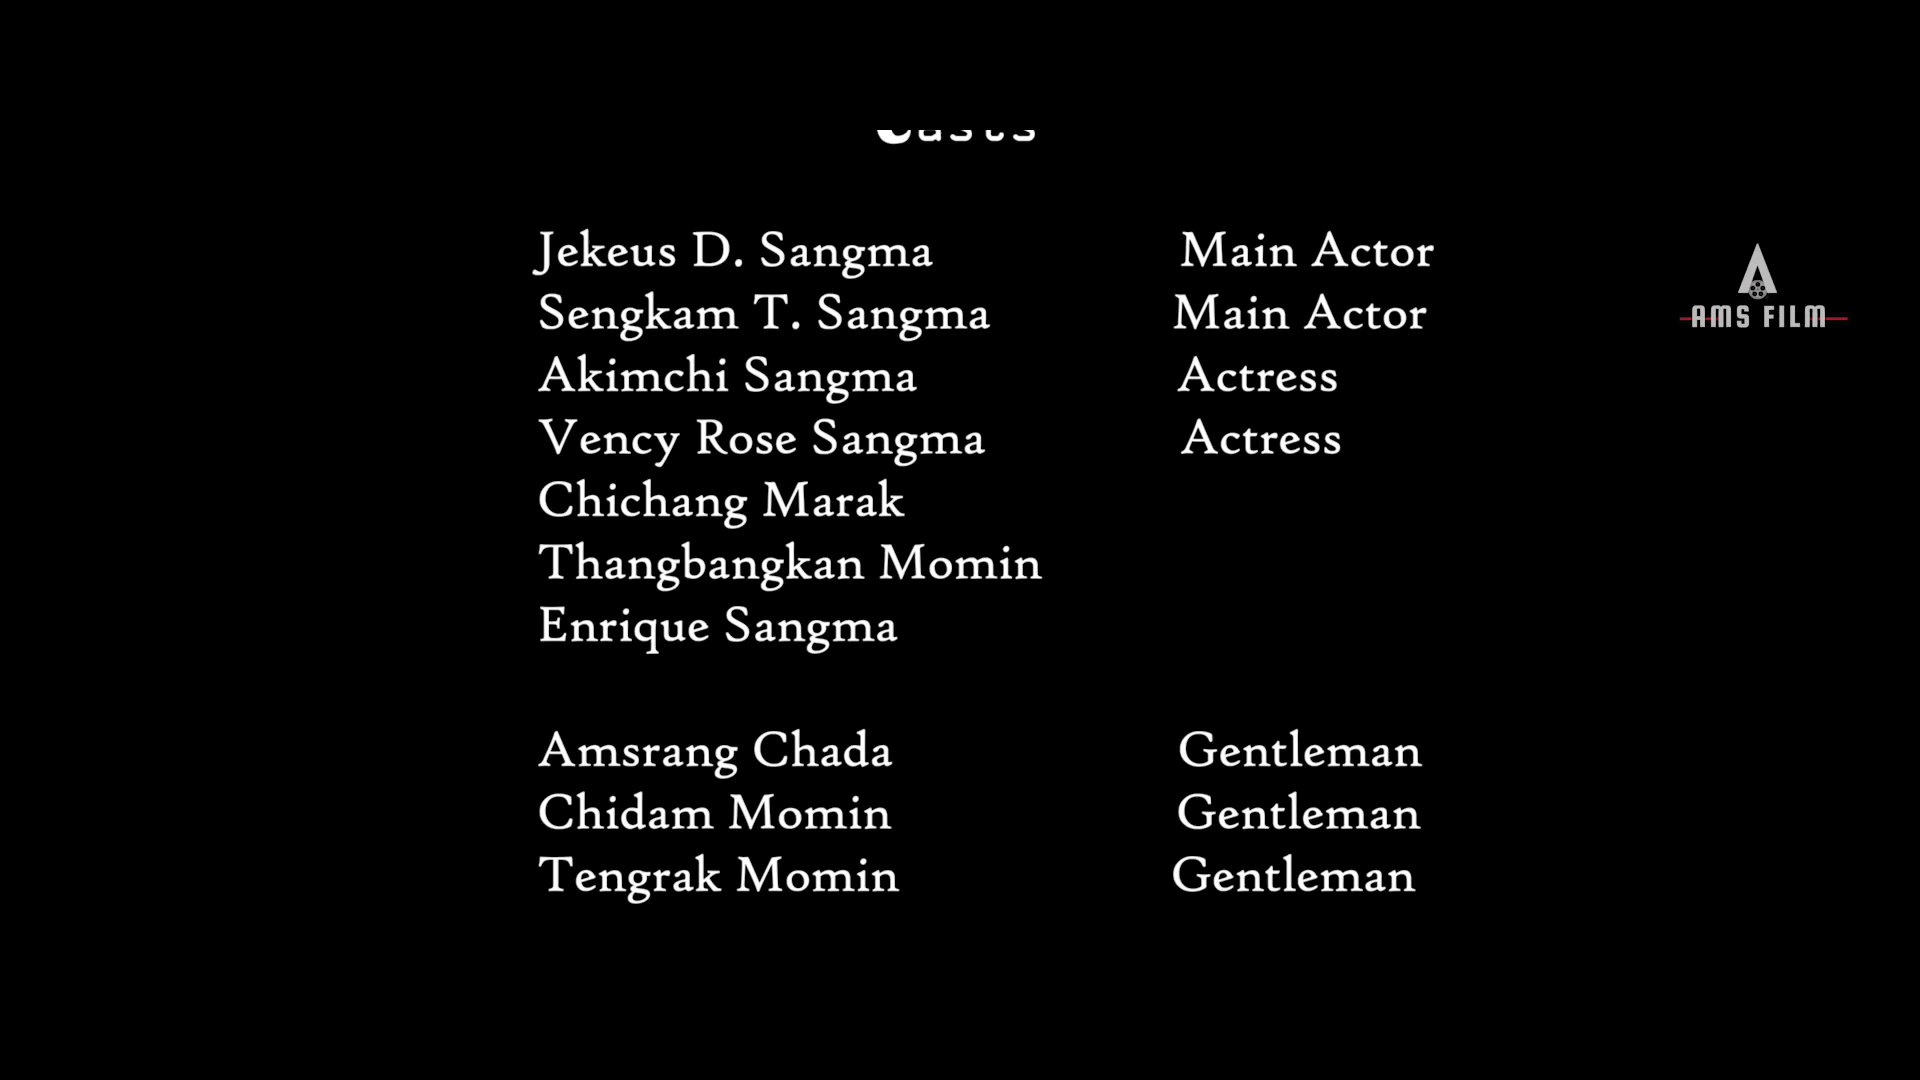 Casts
Jekeus D. Sangma Main Actor
Sengkam T. Sangma Main Actor
Akimchi Sangma Actress
Vency Rose Sangma Actress
Chichang Marak
Thangbangkan Momin
Enrique Sangma
Amsrang Chada Gentleman
Chidam Momin Gentleman
Tengrak Momin Gentleman
AMS FILM